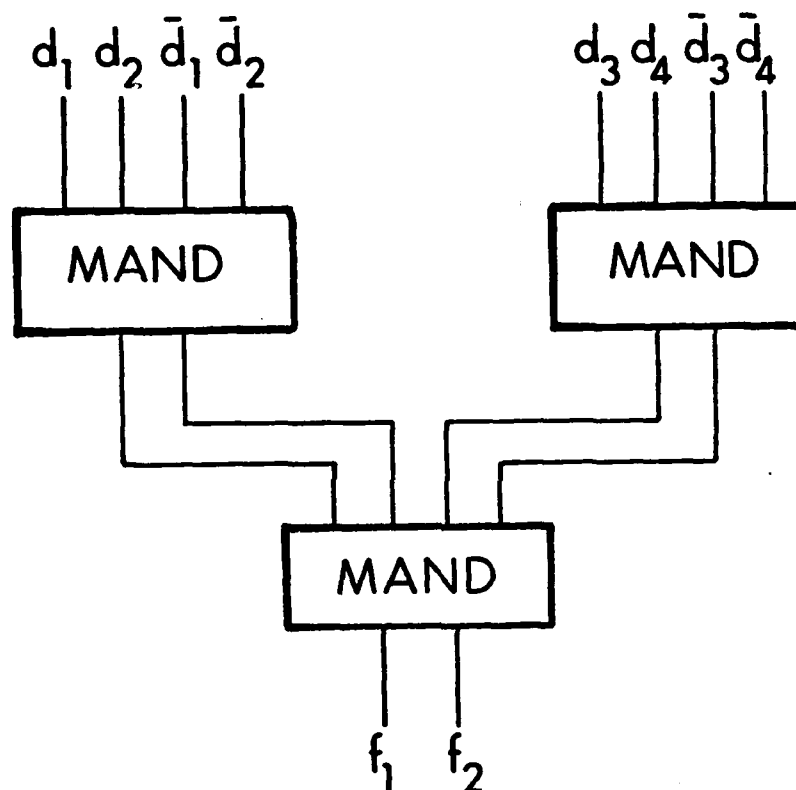 d₁ d₂ d̄₁ d̄₂ d₃ d₄ d̄₃ d̄₄
MAND MAND
MAND
f₁ f₂